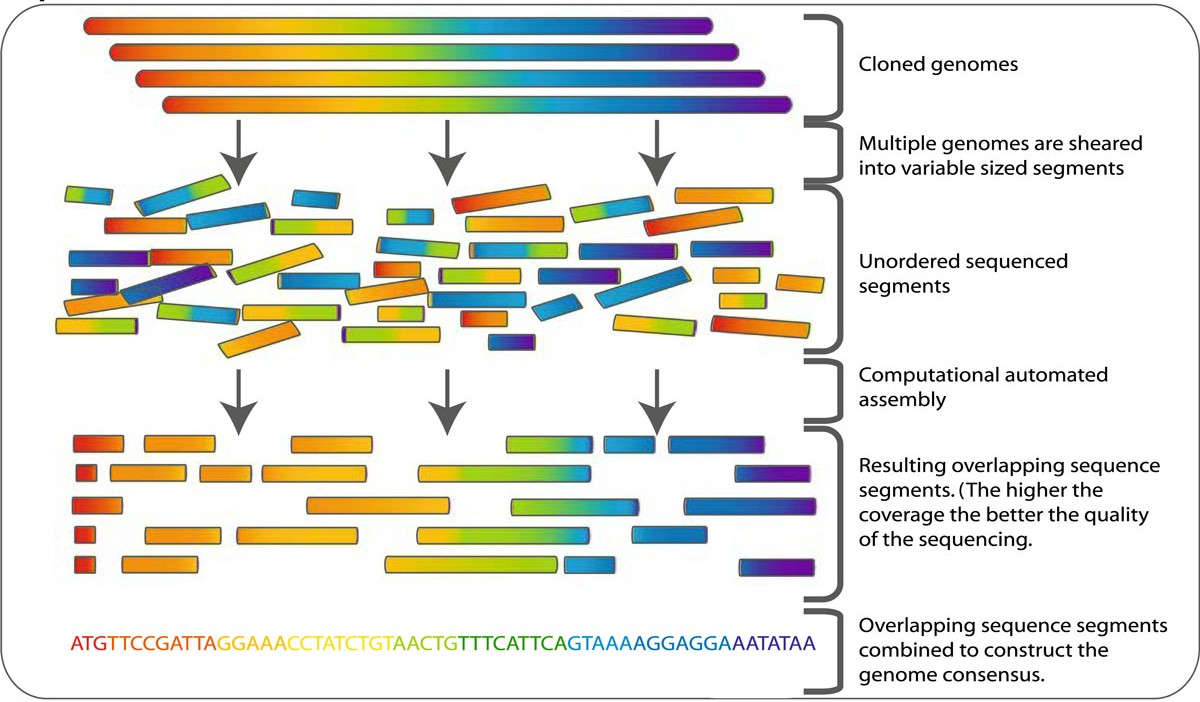 Cloned genomes
Multiple genomes are sheared
into variable sized segments
Unordered sequenced
segments
Computational automated
assembly
Resulting overlapping sequence
segments. (The higher the
coverage the better the quality
of the sequencing.
ATGTTCCGATTAGGAAACCTATCTGTAACTGTTTCATTCAGTAAAAGGAGGAAATATAA
Overlapping sequence segments
combined to construct the
genome consensus.